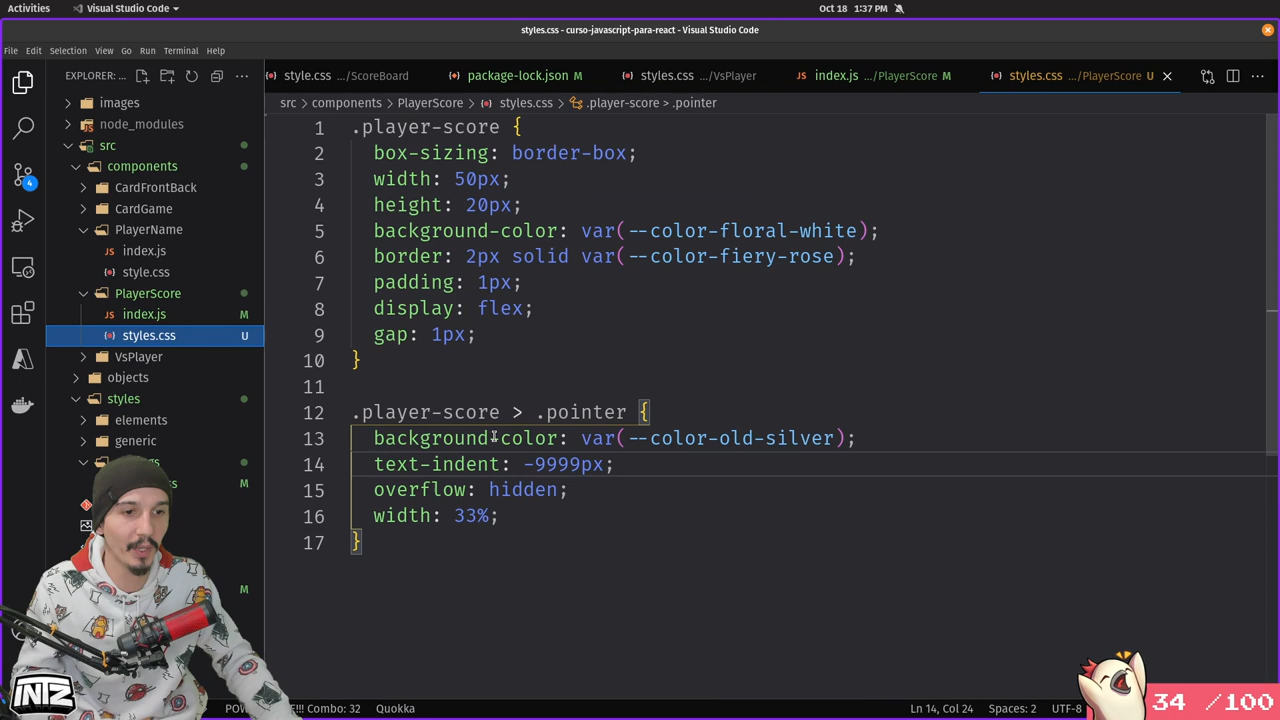 Activities
Visual Studio Code
Oct 18 1:37 PM
styles.css - curso-javascript-para-react - Visual Studio Code
File Edit Selection View Go Run Terminal Help
EXPLORER: ...
style.css .../ScoreBoard
package-lock.json M
styles.css .../VsPlayer
index.js .../PlayerScore M
styles.css .../PlayerScore U
src > components > PlayerScore > styles.css > .player-score > .pointer
images
node_modules
src
components
CardFrontBack
CardGame
PlayerName
index.js
style.css
PlayerScore
index.js M
styles.css U
VsPlayer
objects
styles
elements
generic
M
4
1 .player-score {
2 box-sizing: border-box;
3 width: 50px;
4 height: 20px;
5 background-color: var(--color-floral-white);
6 border: 2px solid var(--color-fiery-rose);
7 padding: 1px;
8 display: flex;
9 gap: 1px;
10 }
11
12 .player-score > .pointer {
13 background-color: var(--color-old-silver);
14 text-indent: -9999px;
15 overflow: hidden;
16 width: 33%;
17 }
INTZ
Combo: 32
Quokka
Ln 14, Col 24
Spaces: 2
UTF-8
34 /100